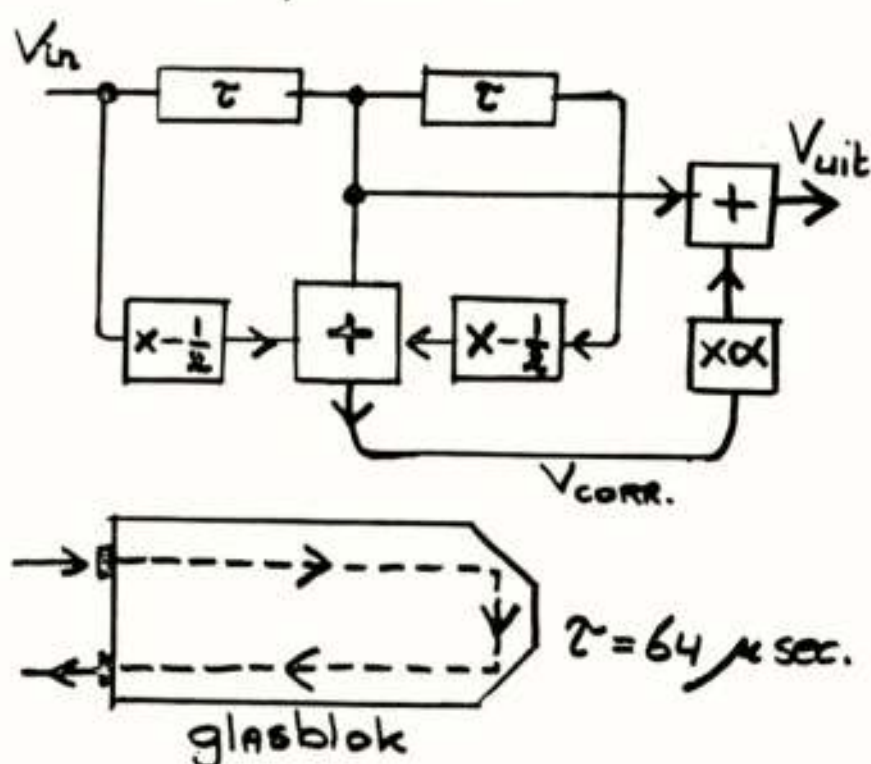 Vin
τ
τ
Vuit
+
x-½
+
x-½
xα
Vcorr.
τ = 64 μsec.
glasblok